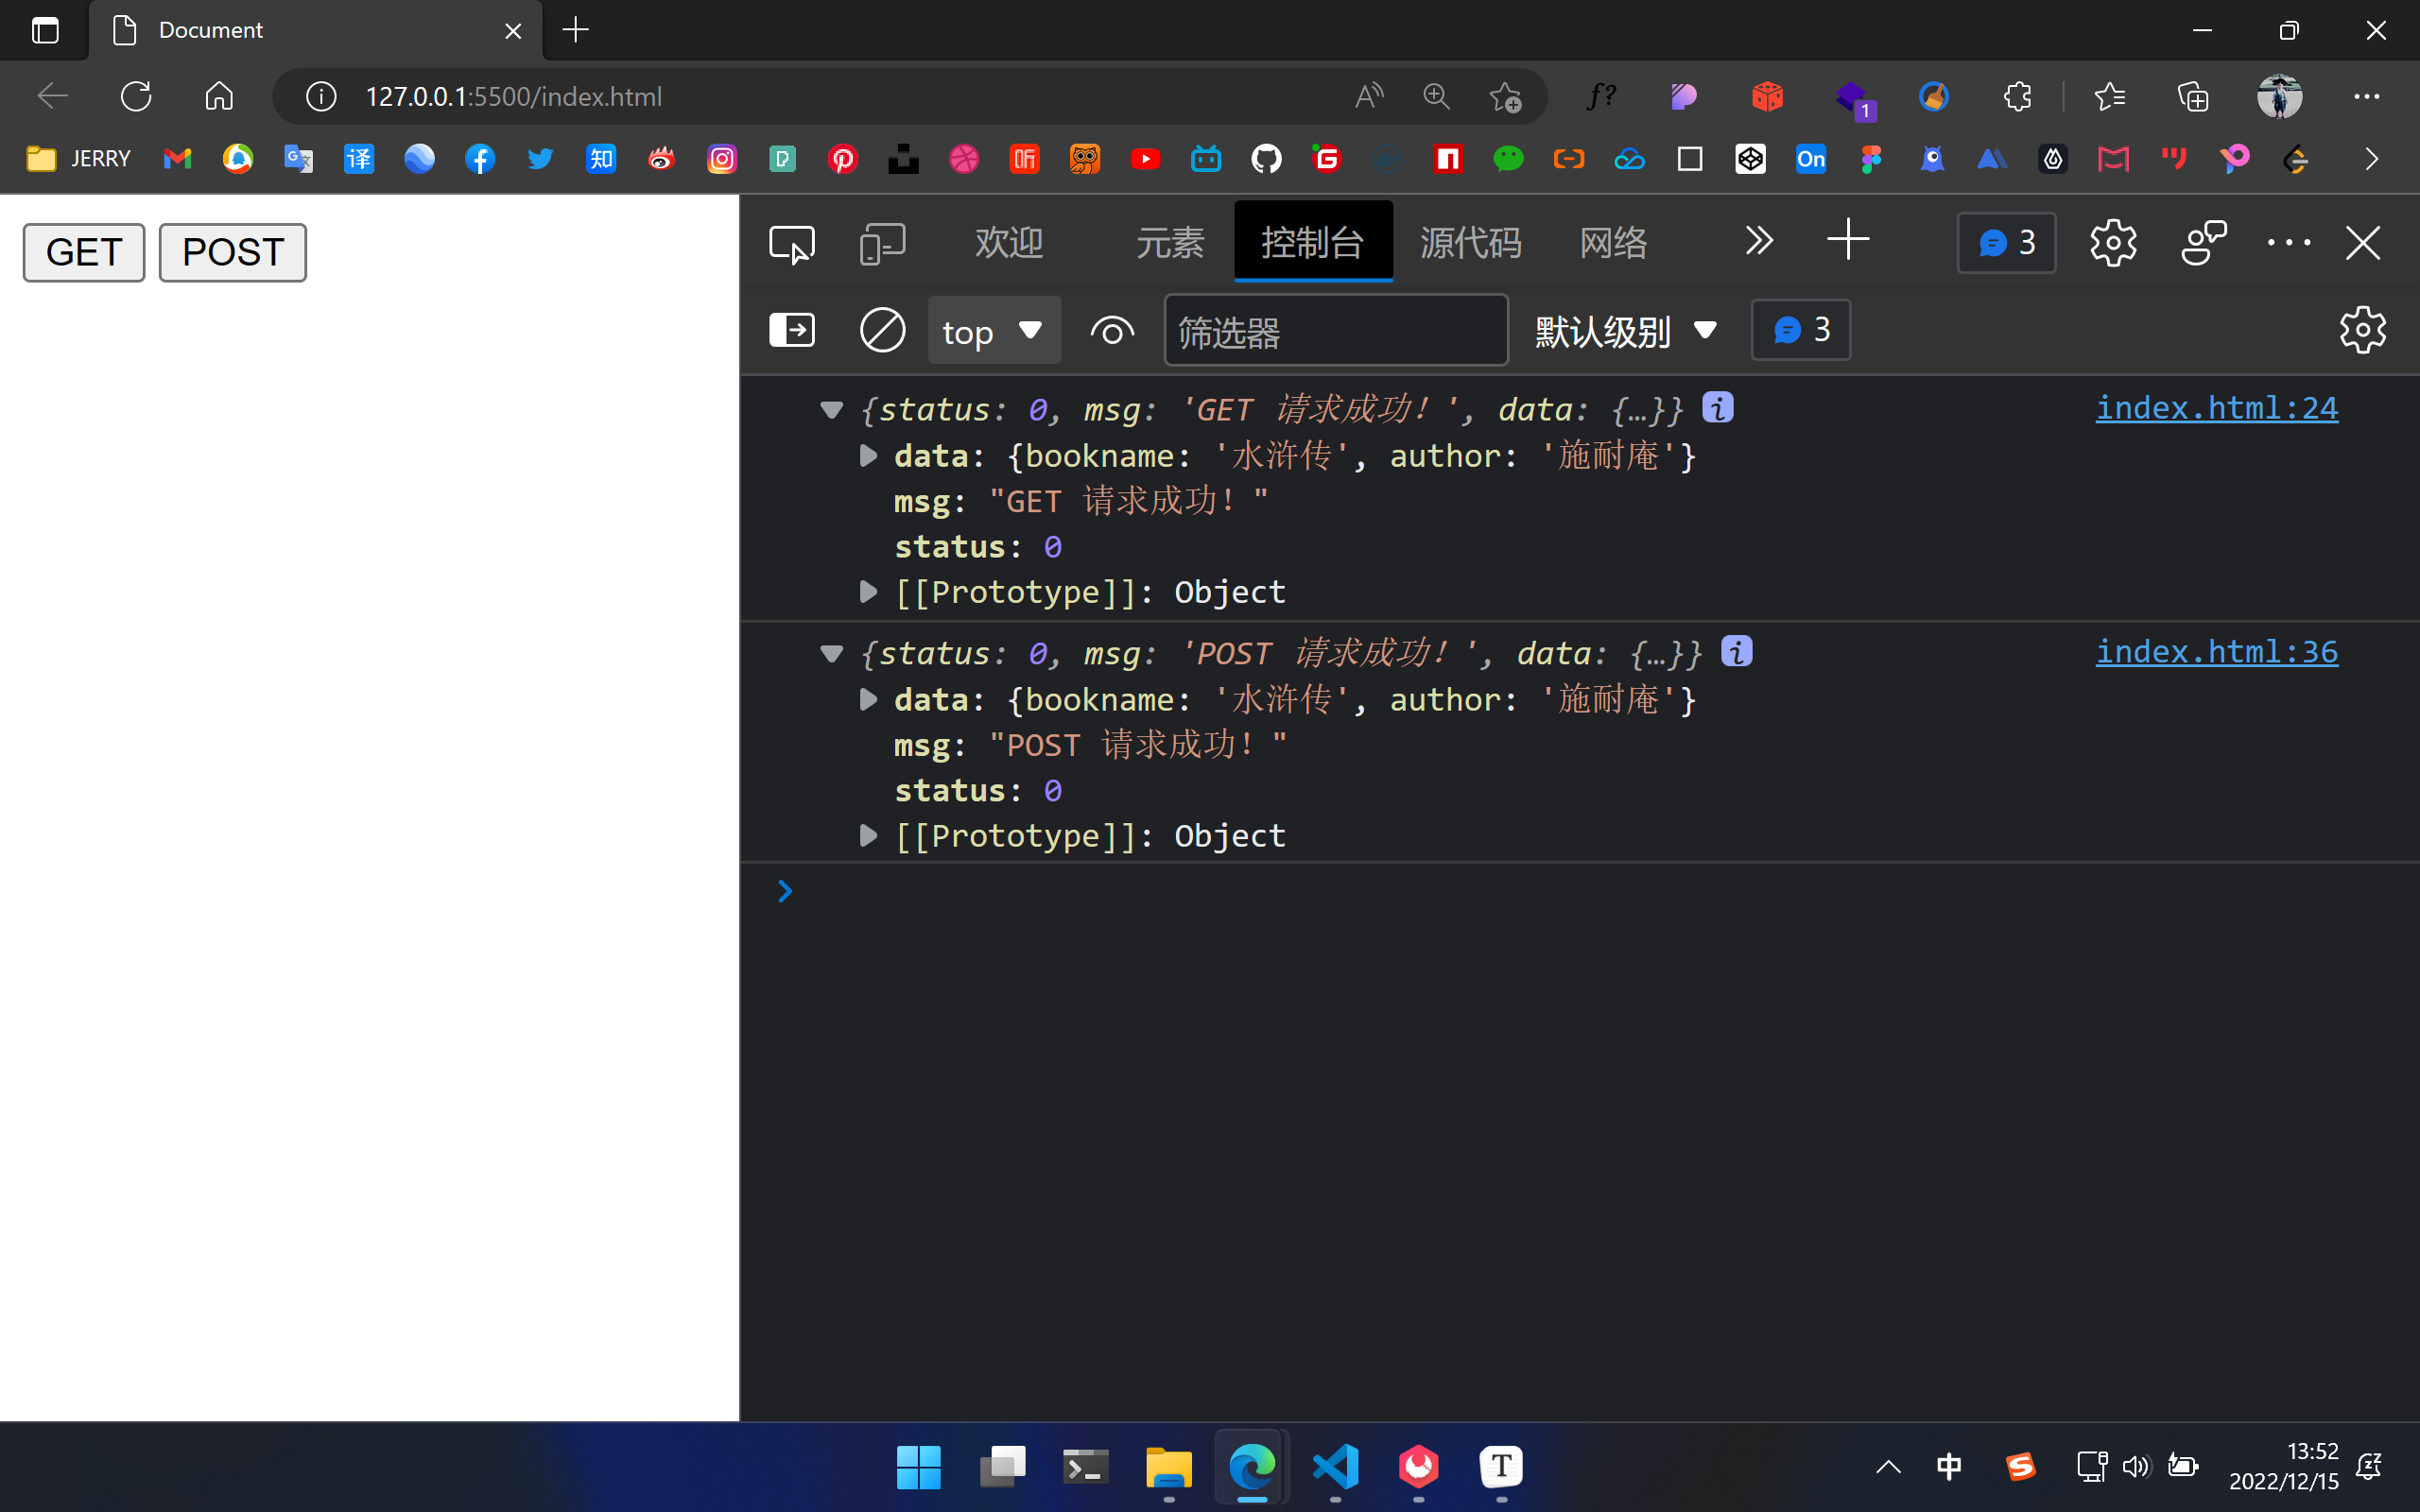 Document
127.0.0.1:5500/index.html
f?
1
JERRY
译
知
听
On
GET POST
欢迎 元素 控制台 源代码 网络 3
top 筛选器 默认级别 3
{status: 0, msg: 'GET 请求成功！', data: {…}} i index.html:24
data: {bookname: '水浒传', author: '施耐庵'}
msg: "GET 请求成功！"
status: 0
[[Prototype]]: Object
{status: 0, msg: 'POST 请求成功！', data: {…}} i index.html:36
data: {bookname: '水浒传', author: '施耐庵'}
msg: "POST 请求成功！"
status: 0
[[Prototype]]: Object
T
中
13:52
2022/12/15